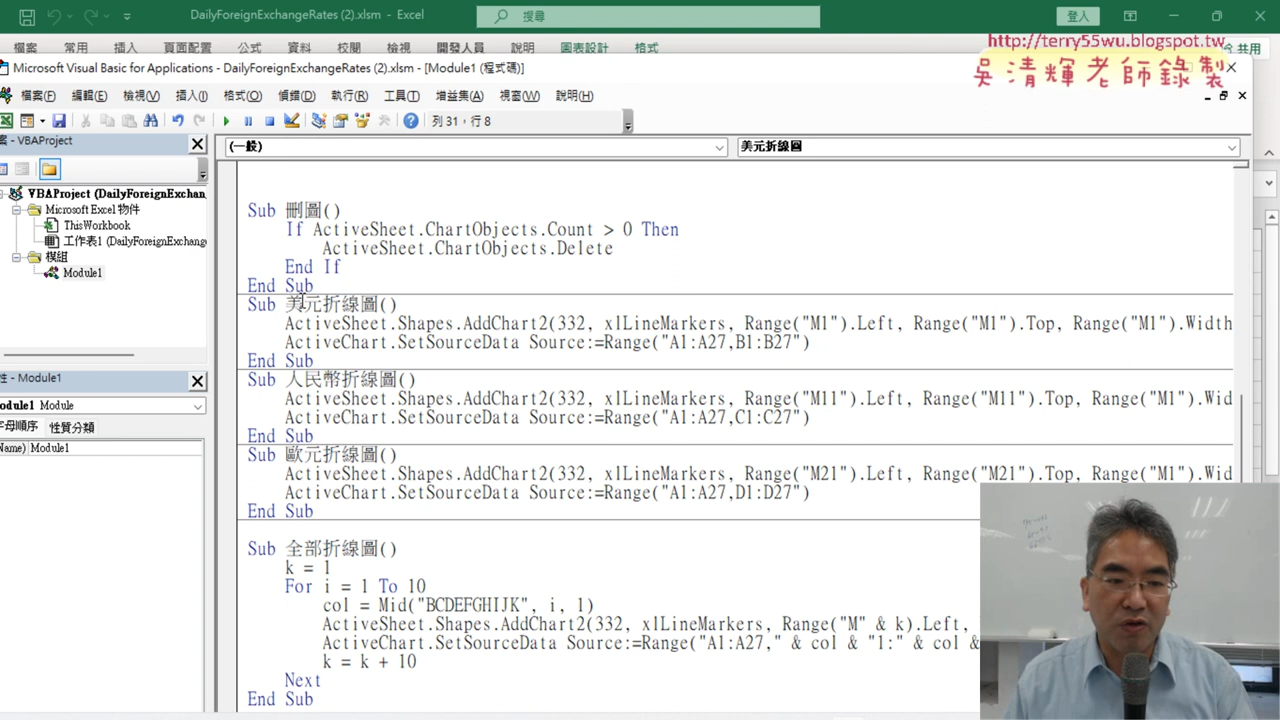 DailyForeignExchangeRates (2).xlsm - Excel
搜尋
登入
檔案 常用 插入 頁面配置 公式 資料 校閱 檢視 開發人員 說明 圖表設計 格式
共用
http://terry55wu.blogspot.tw
吳清輝老師錄製
Microsoft Visual Basic for Applications - DailyForeignExchangeRates (2).xlsm - [Module1 (程式碼)]
檔案(F) 編輯(E) 檢視(V) 插入(I) 格式(O) 偵錯(D) 執行(R) 工具(T) 增益集(A) 視窗(W) 說明(H)
列 31，行 8
案 - VBAProject
(一般)
美元折線圖
VBAProject (DailyForeignExchan
Microsoft Excel 物件
ThisWorkbook
工作表1 (DailyForeignExchange
模組
Module1
性 - Module1
odule1 Module
字母順序 性質分類
Name) Module1
Sub 刪圖()
If ActiveSheet.ChartObjects.Count > 0 Then
ActiveSheet.ChartObjects.Delete
End If
End Sub
Sub 美元折線圖()
ActiveSheet.Shapes.AddChart2(332, xlLineMarkers, Range("M1").Left, Range("M1").Top, Range("M1").Width
ActiveChart.SetSourceData Source:=Range("A1:A27,B1:B27")
End Sub
Sub 人民幣折線圖()
ActiveSheet.Shapes.AddChart2(332, xlLineMarkers, Range("M11").Left, Range("M11").Top, Range("M1").Wid
ActiveChart.SetSourceData Source:=Range("A1:A27,C1:C27")
End Sub
Sub 歐元折線圖()
ActiveSheet.Shapes.AddChart2(332, xlLineMarkers, Range("M21").Left, Range("M21").Top, Range("M1").Wid
ActiveChart.SetSourceData Source:=Range("A1:A27,D1:D27")
End Sub
Sub 全部折線圖()
k = 1
For i = 1 To 10
col = Mid("BCDEFGHIJK", i, 1)
ActiveSheet.Shapes.AddChart2(332, xlLineMarkers, Range("M" & k).Left,
ActiveChart.SetSourceData Source:=Range("A1:A27," & col & "1:" & col &
k = k + 10
Next
End Sub